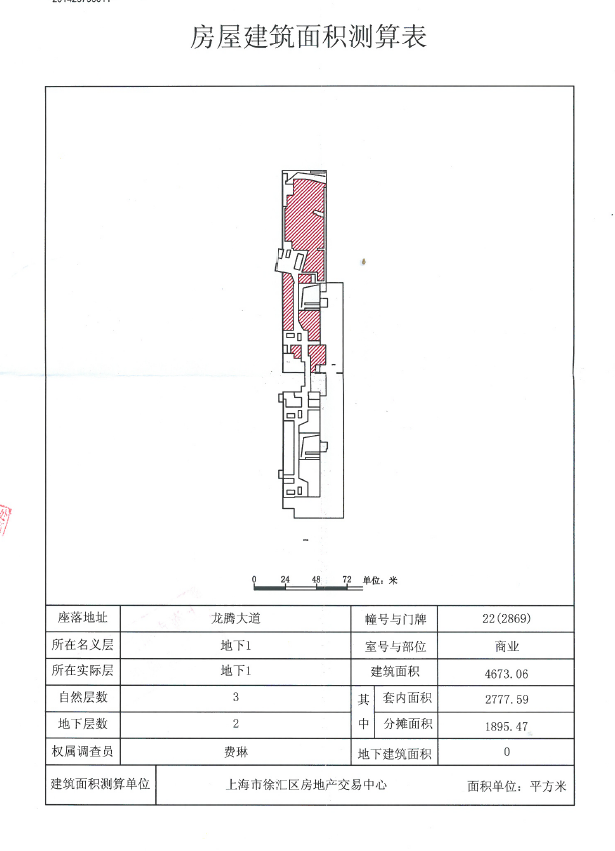 房屋建筑面积测算表
0 24 48 72 单位：米
座落地址 龙腾大道 幢号与门牌 22(2869)
所在名义层 地下1 室号与部位 商业
所在实际层 地下1 建筑面积 4673.06
自然层数 3 其中 套内面积 2777.59
地下层数 2 分摊面积 1895.47
权属调查员 费琳 地下建筑面积 0
建筑面积测算单位 上海市徐汇区房地产交易中心 面积单位：平方米